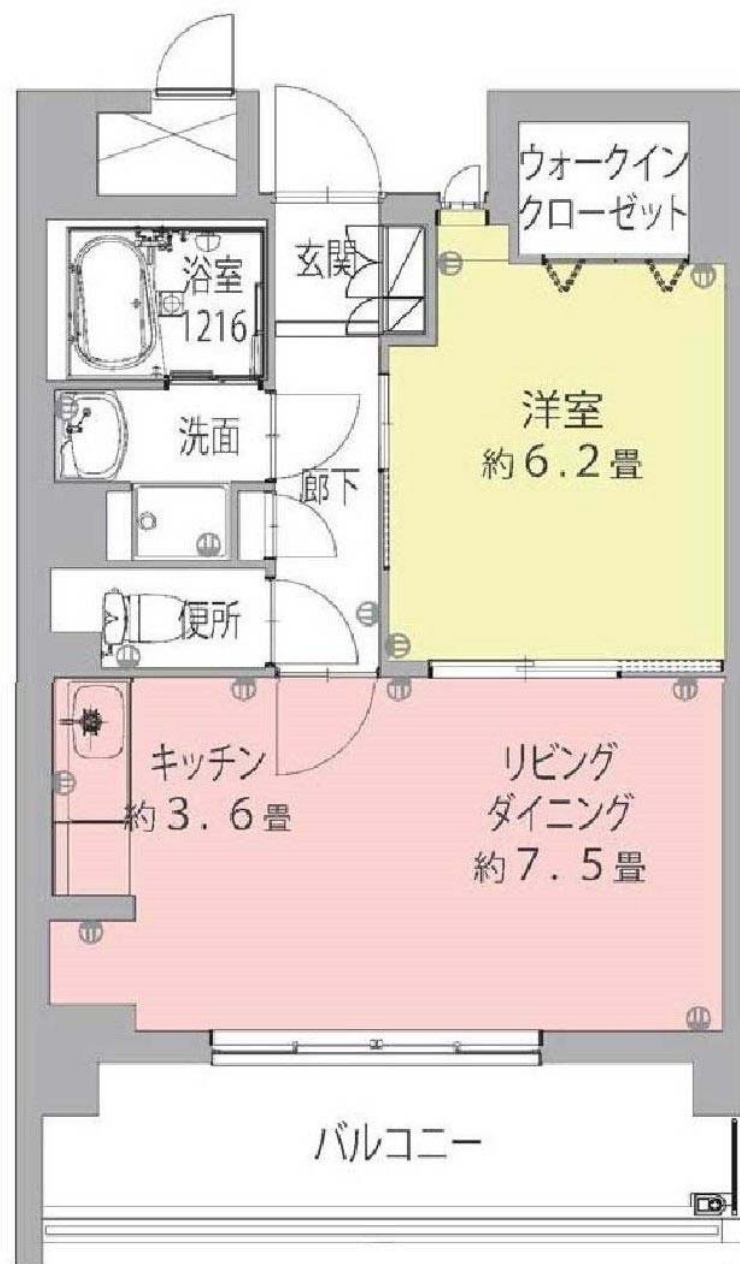 ウォークイン
クローゼット
玄関
浴室
1216
洋室
約6.2畳
洗面
廊下
便所
キッチン
約3.6畳
リビング
ダイニング
約7.5畳
バルコニー